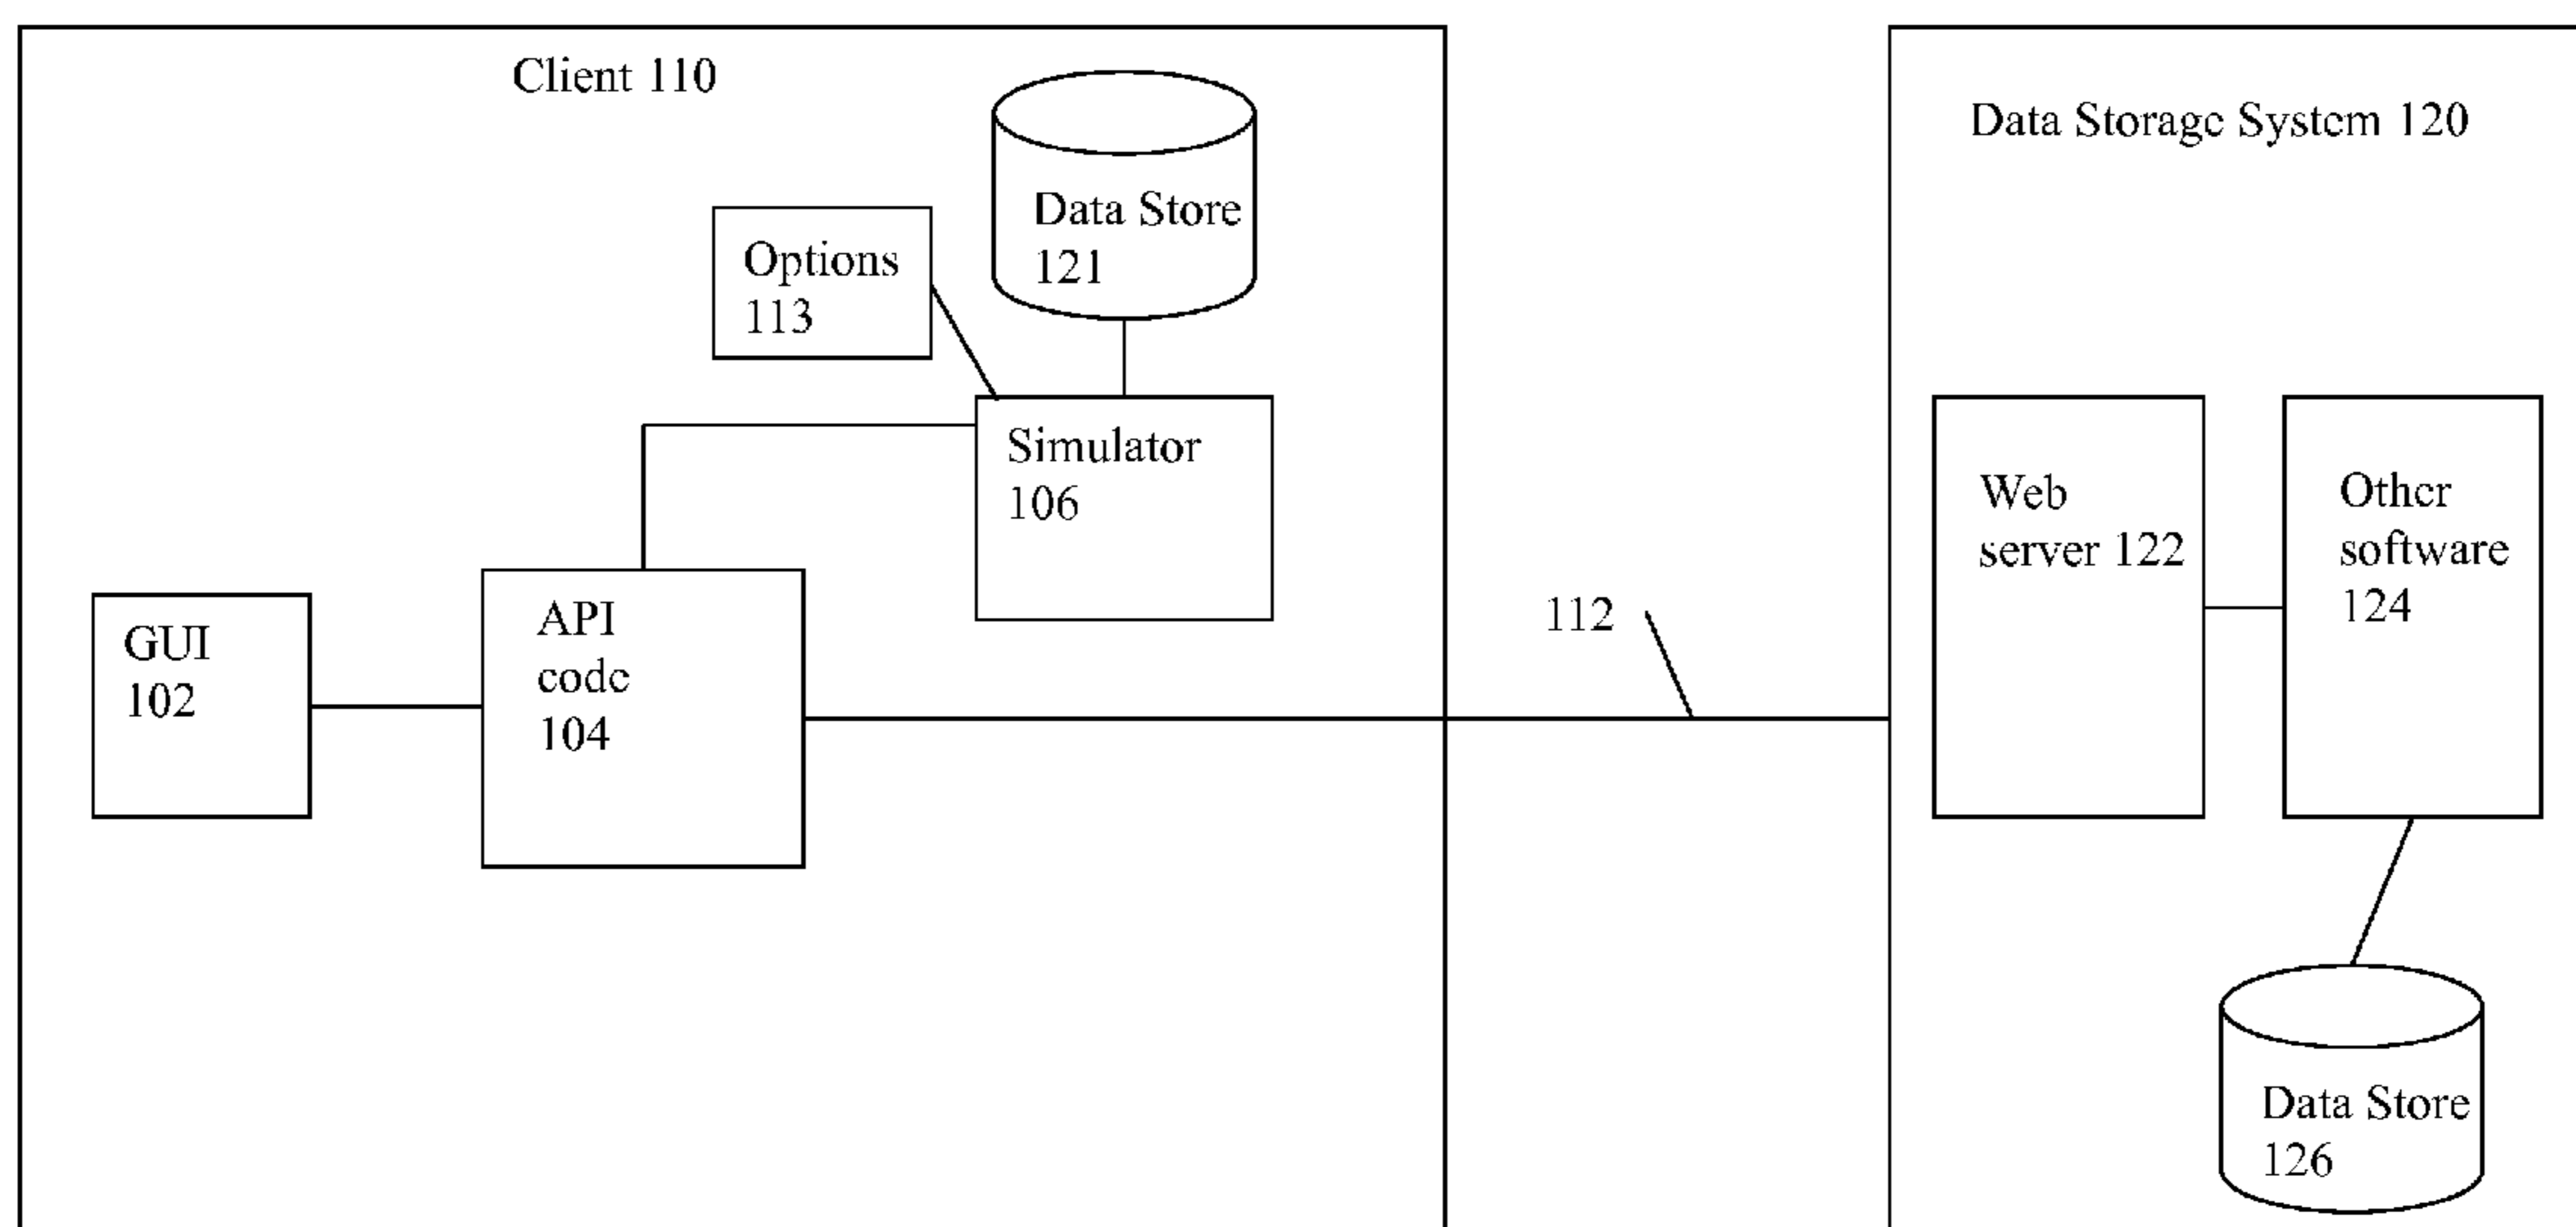 Client 110
Data Store
121
Options
113
Simulator
106
API
code
104
GUI
102
112
Data Storage System 120
Web
server 122
Other
software
124
Data Store
126